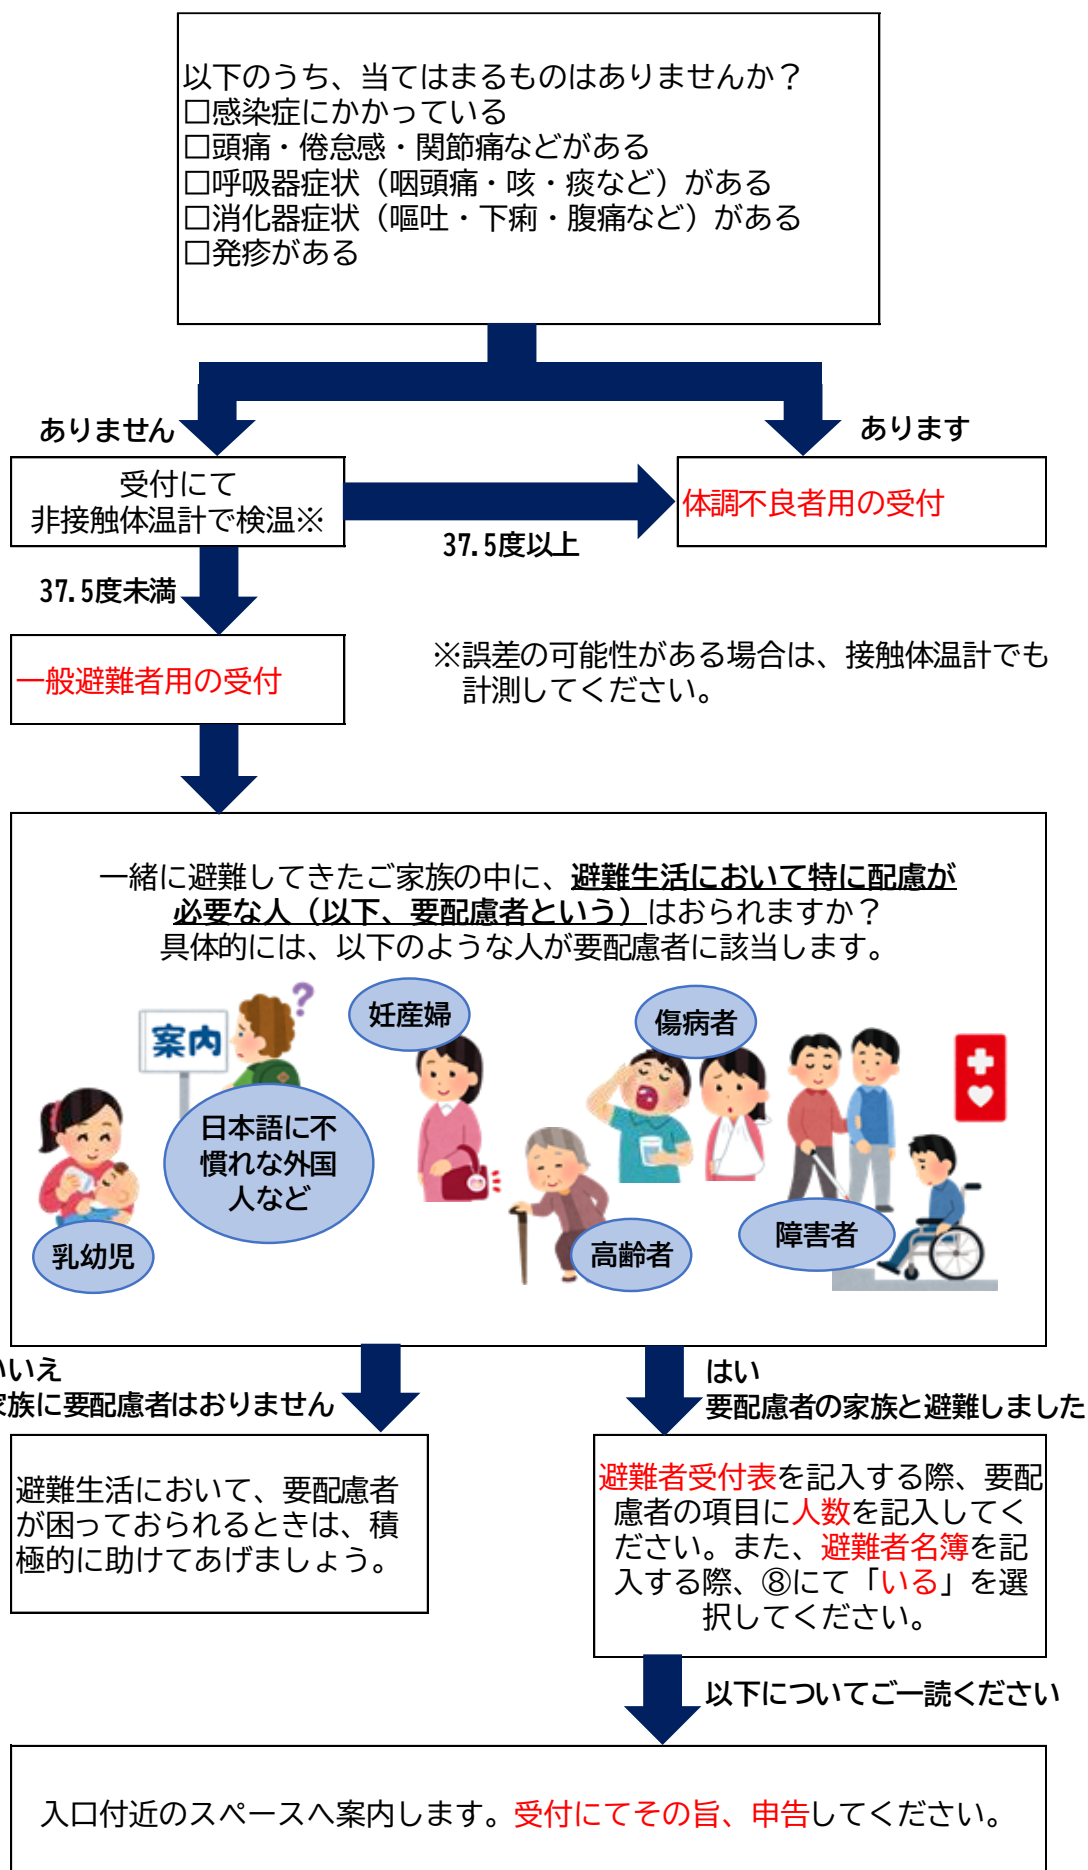 以下のうち、当てはまるものはありませんか？
□感染症にかかっている
□頭痛・倦怠感・関節痛などがある
□呼吸器症状（咽頭痛・咳・痰など）がある
□消化器症状（嘔吐・下痢・腹痛など）がある
□発疹がある
ありません
あります
受付にて
非接触体温計で検温※
体調不良者用の受付
37.5度以上
37.5度未満
一般避難者用の受付
※誤差の可能性がある場合は、接触体温計でも
計測してください。
一緒に避難してきたご家族の中に、避難生活において特に配慮が
必要な人（以下、要配慮者という）はおられますか？
具体的には、以下のような人が要配慮者に該当します。
案内
?
妊産婦
傷病者
日本語に不
慣れな外国
人など
乳幼児
高齢者
障害者
いいえ
家族に要配慮者はおりません
はい
要配慮者の家族と避難しました
避難生活において、要配慮者
が困っておられるときは、積
極的に助けてあげましょう。
避難者受付表を記入する際、要配
慮者の項目に人数を記入してく
ださい。また、避難者名簿を記
入する際、⑧にて「いる」を選
択してください。
以下についてご一読ください
入口付近のスペースへ案内します。受付にてその旨、申告してください。